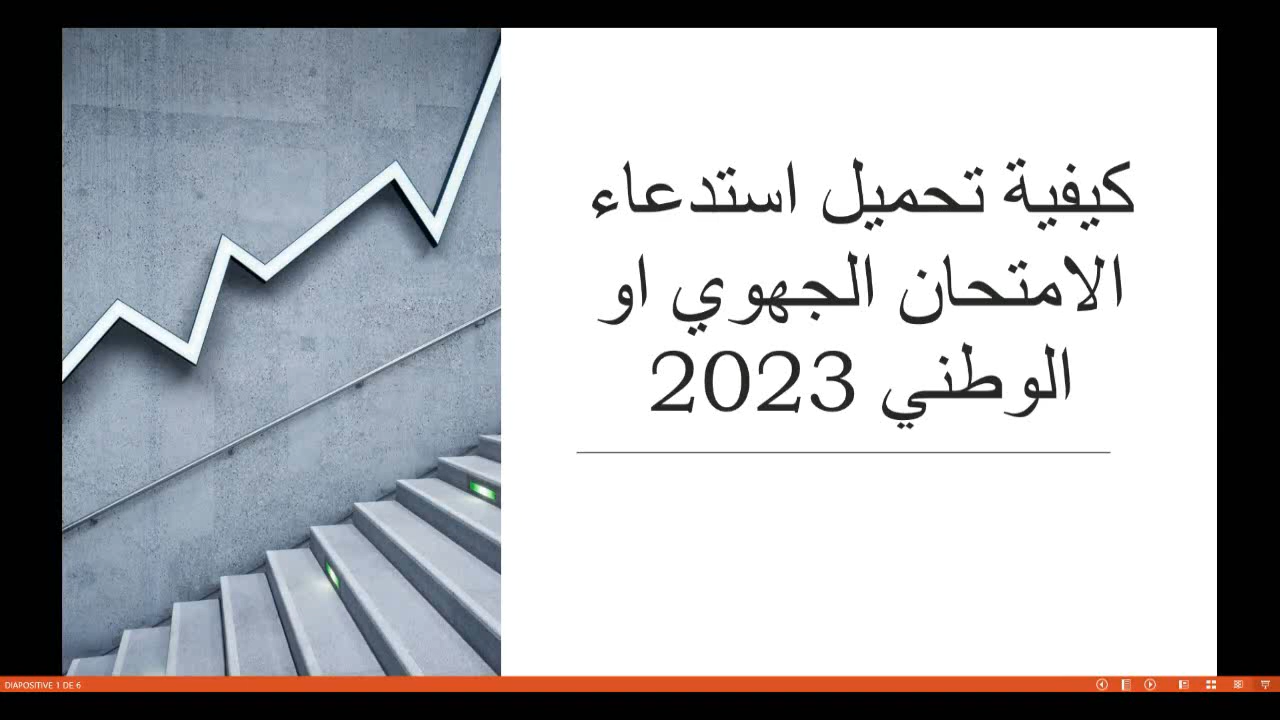 كيفية تحميل استدعاء
الامتحان الجهوي او
الوطني 2023
DIAPOSITIVE 1 DE 6